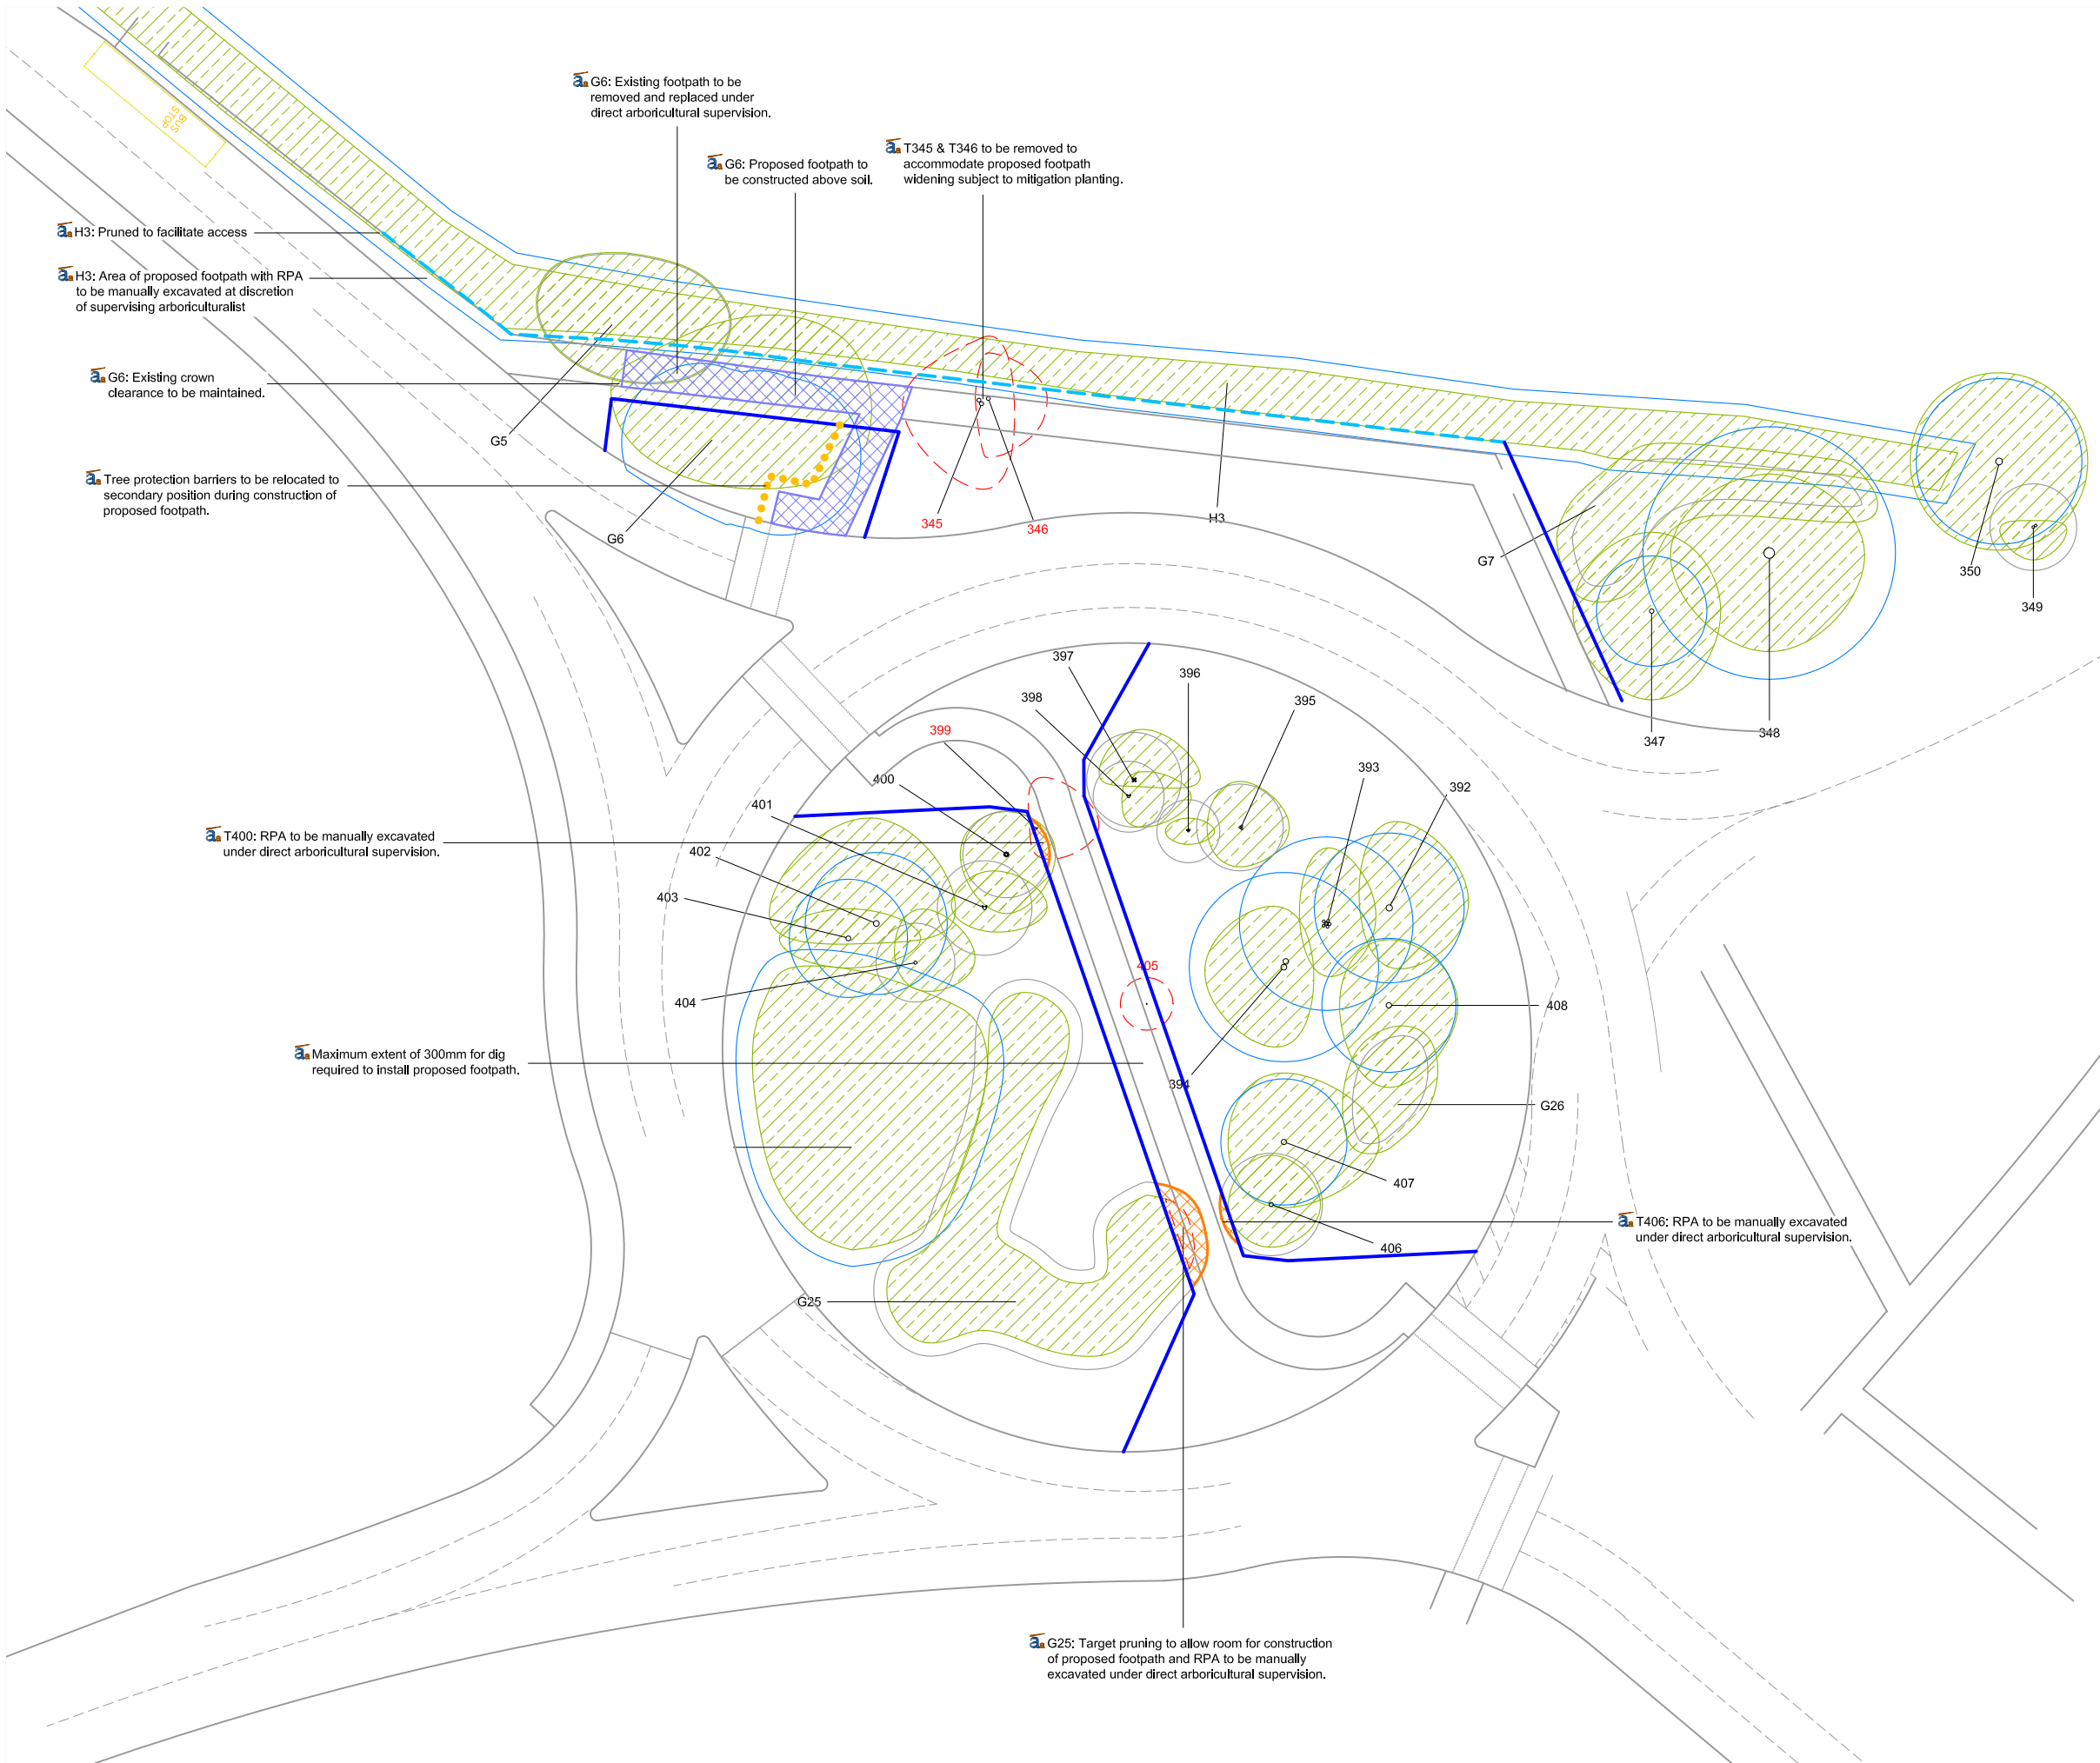 BUS
STOP
G6: Existing footpath to be
removed and replaced under
direct arboricultural supervision.
G6: Proposed footpath to
be constructed above soil.
T345 & T346 to be removed to
accommodate proposed footpath
widening subject to mitigation planting.
H3: Pruned to facilitate access
H3: Area of proposed footpath with RPA
to be manually excavated at discretion
of supervising arboriculturalist
G6: Existing crown
clearance to be maintained.
G5
Tree protection barriers to be relocated to
secondary position during construction of
proposed footpath.
G6
345
346
H3
G7
350
349
347
348
397
396
398
395
399
393
392
400
401
T400: RPA to be manually excavated
under direct arboricultural supervision.
402
403
404
405
408
Maximum extent of 300mm for dig
required to install proposed footpath.
394
G26
407
406
T406: RPA to be manually excavated
under direct arboricultural supervision.
G25
G25: Target pruning to allow room for construction
of proposed footpath and RPA to be manually
excavated under direct arboricultural supervision.